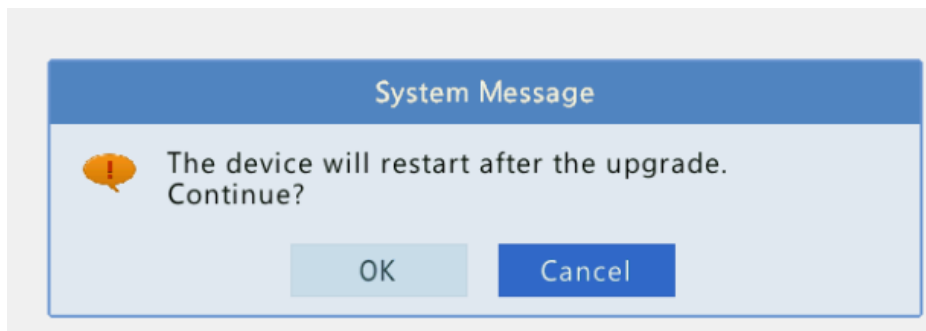 System Message
The device will restart after the upgrade.
Continue?
OK
Cancel